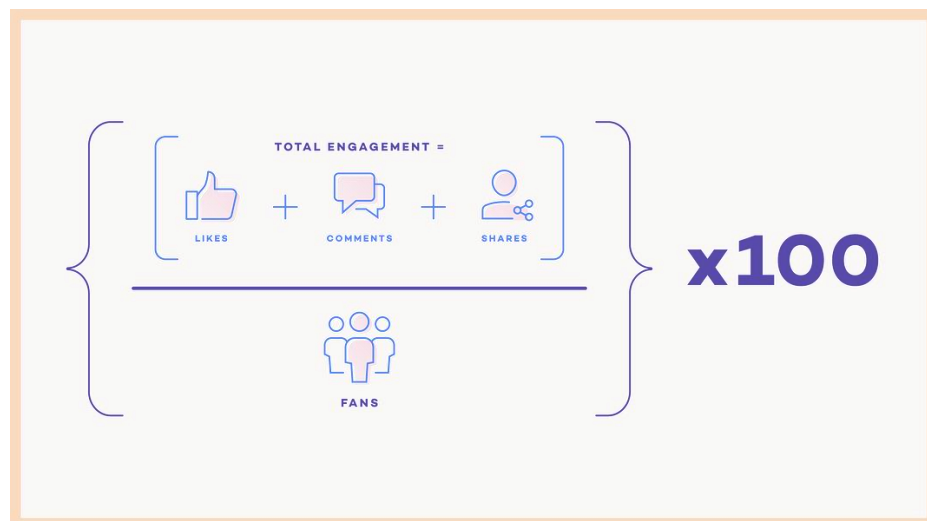 TOTAL ENGAGEMENT =
LIKES + COMMENTS + SHARES
x100
FANS